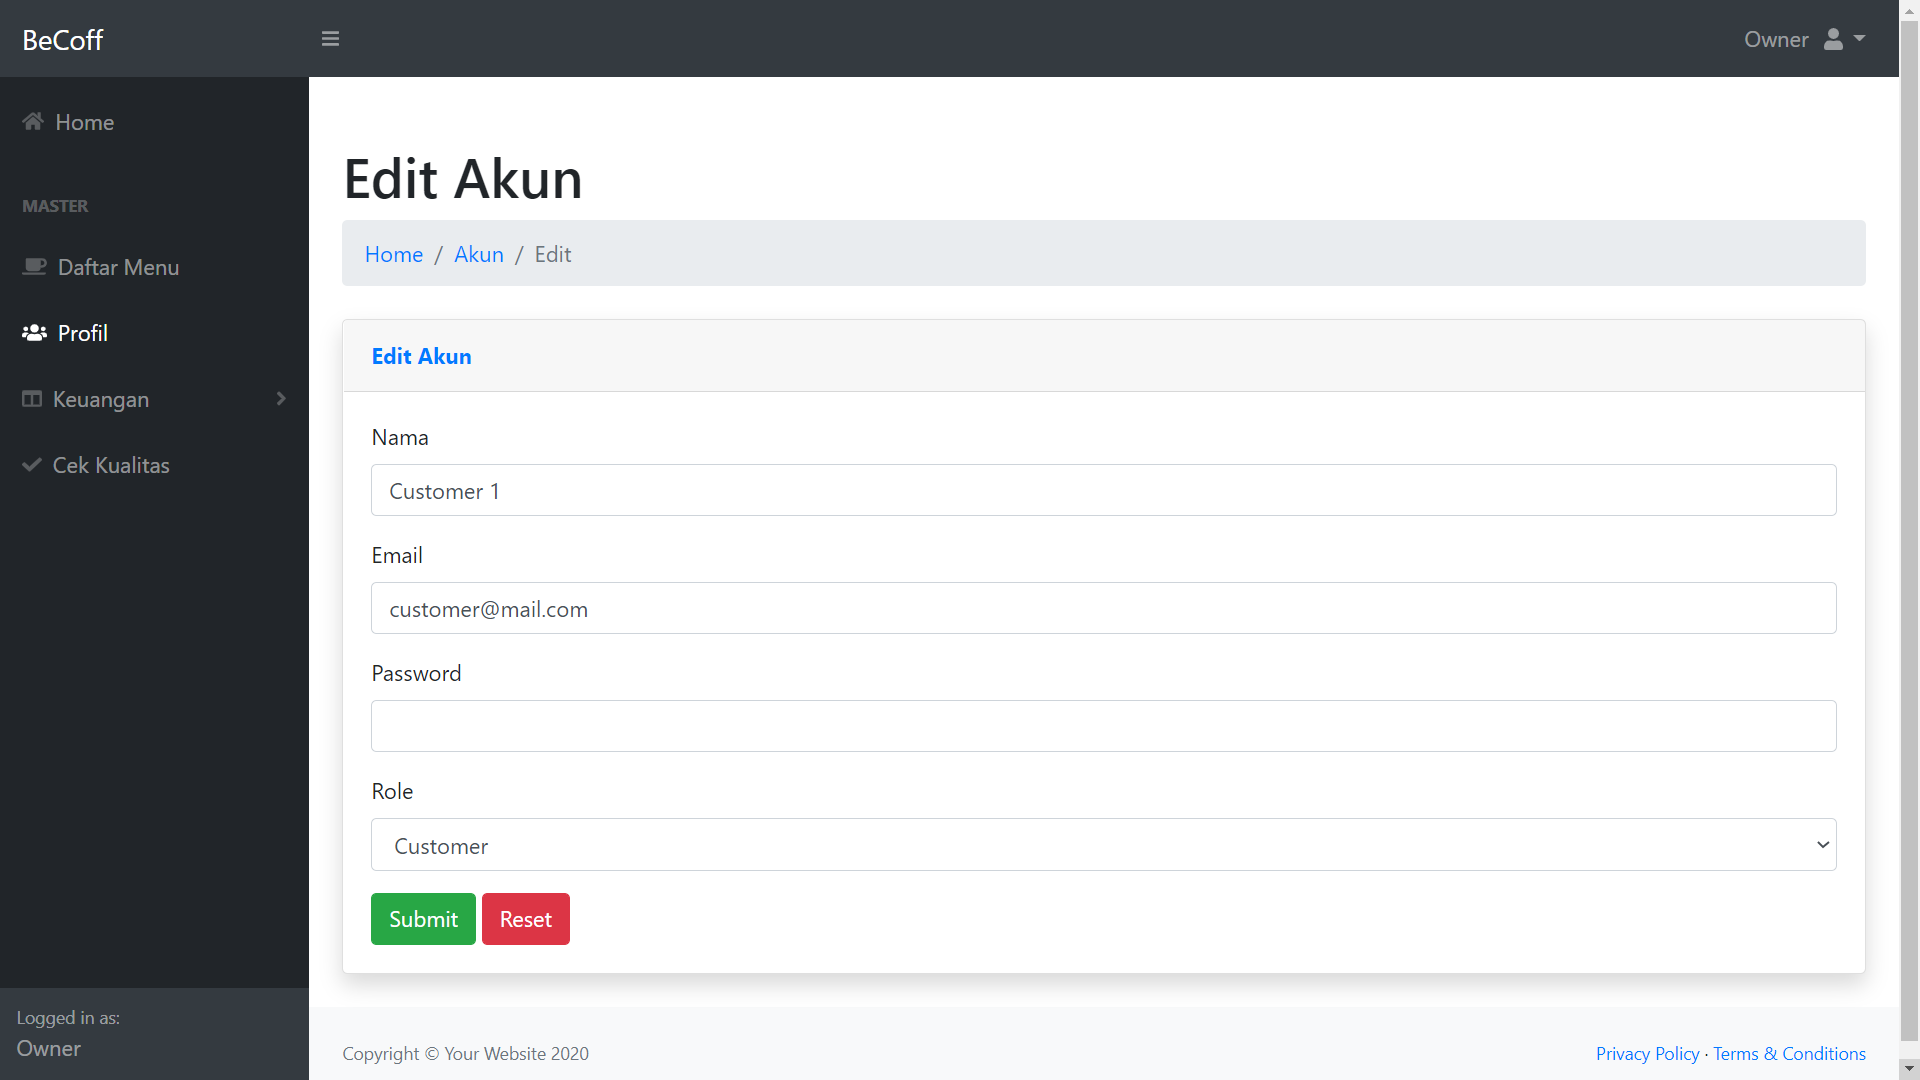 BeCoff
Owner
Home
MASTER
Daftar Menu
Profil
Keuangan
Cek Kualitas
Logged in as:
Owner
Edit Akun
Home / Akun / Edit
Edit Akun
Nama
Customer 1
Email
customer@mail.com
Password
Role
Customer
Submit Reset
Copyright © Your Website 2020
Privacy Policy · Terms & Conditions